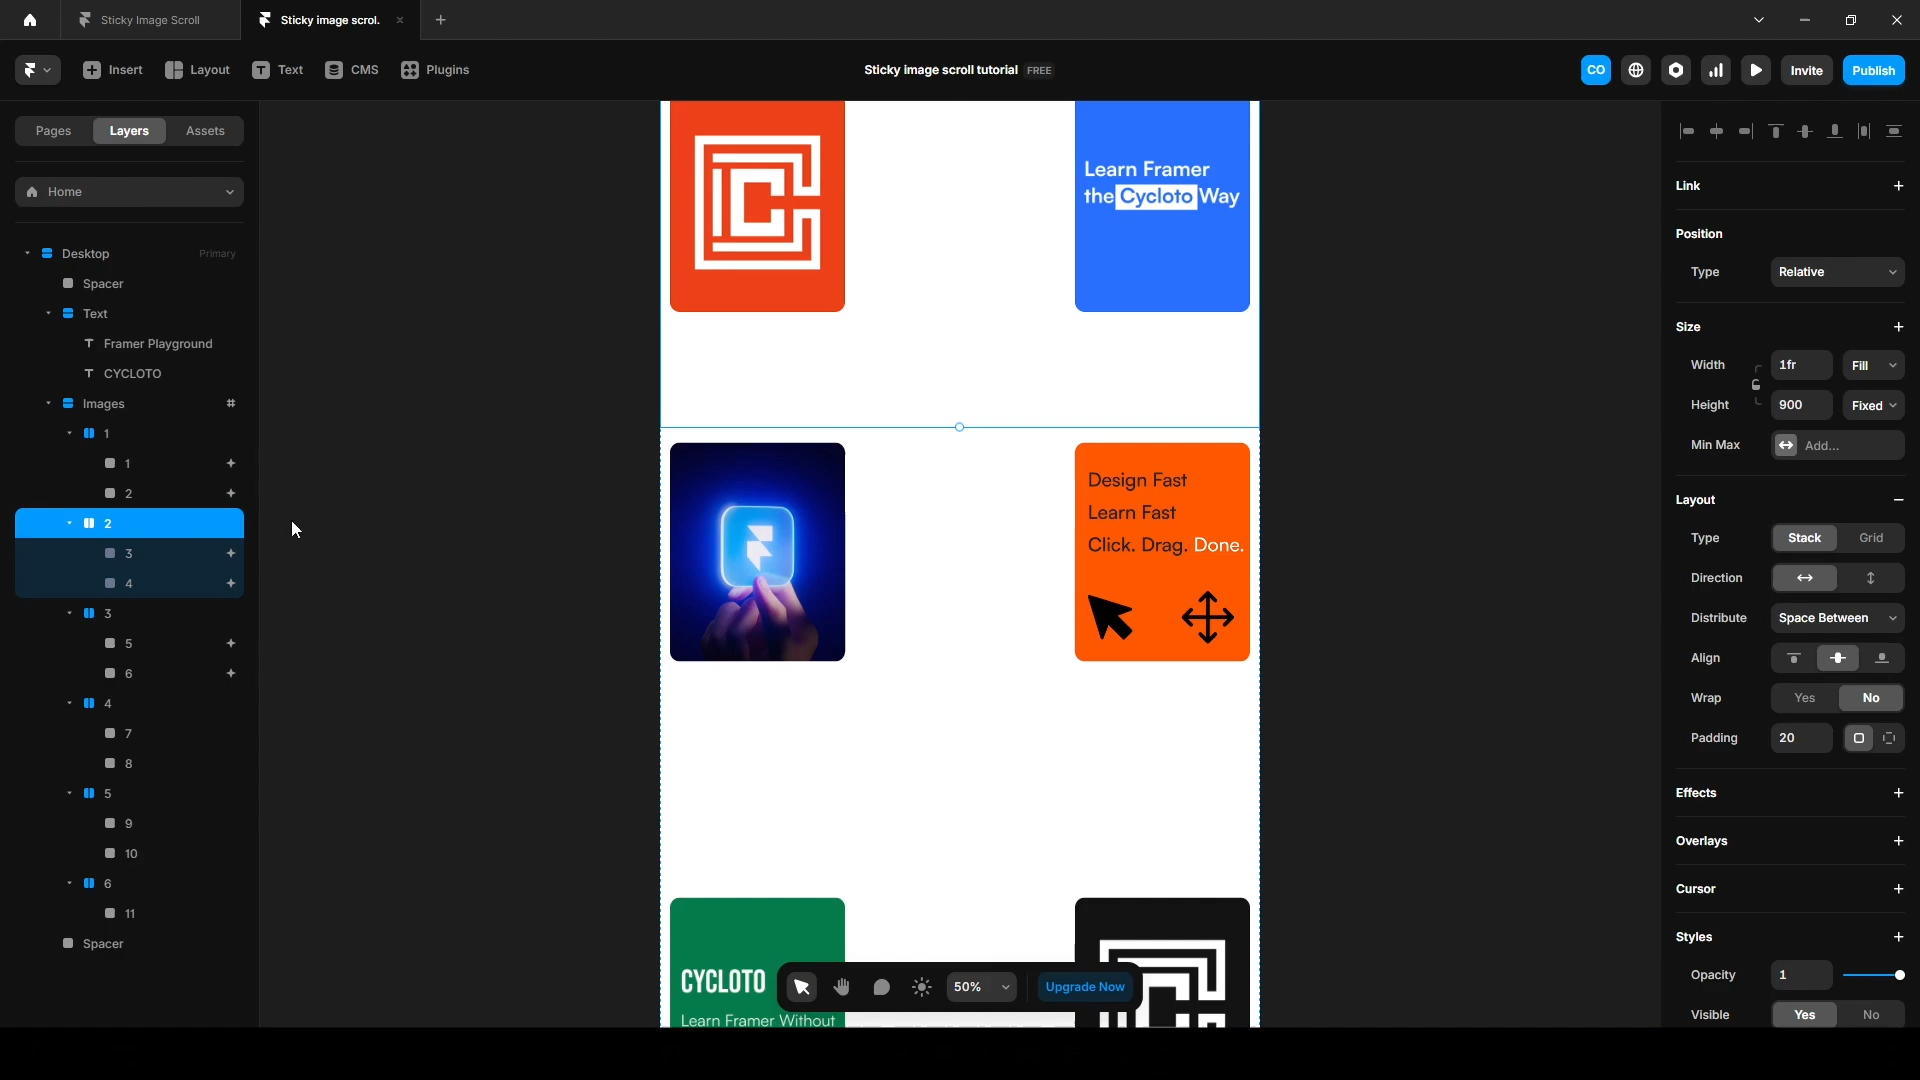 Sticky Image Scroll
Sticky image scrol.
Insert
Layout
Text
CMS
Plugins
Sticky image scroll tutorial FREE
CO
Invite
Publish
Pages
Layers
Assets
Home
Desktop
Primary
Spacer
Text
Framer Playground
CYCLOTO
Images
1
1
2
2
3
4
3
5
6
4
7
8
5
9
10
6
11
Spacer
Learn Framer
the Cycloto Way
Design Fast
Learn Fast
Click. Drag. Done.
CYCLOTO
Learn Framer Without
50%
Upgrade Now
Link
Position
Type
Relative
Size
Width
1fr
Fill
Height
900
Fixed
Min Max
Add...
Layout
Type
Stack
Grid
Direction
Distribute
Space Between
Align
Wrap
Yes
No
Padding
20
Effects
Overlays
Cursor
Styles
Opacity
1
Visible
Yes
No